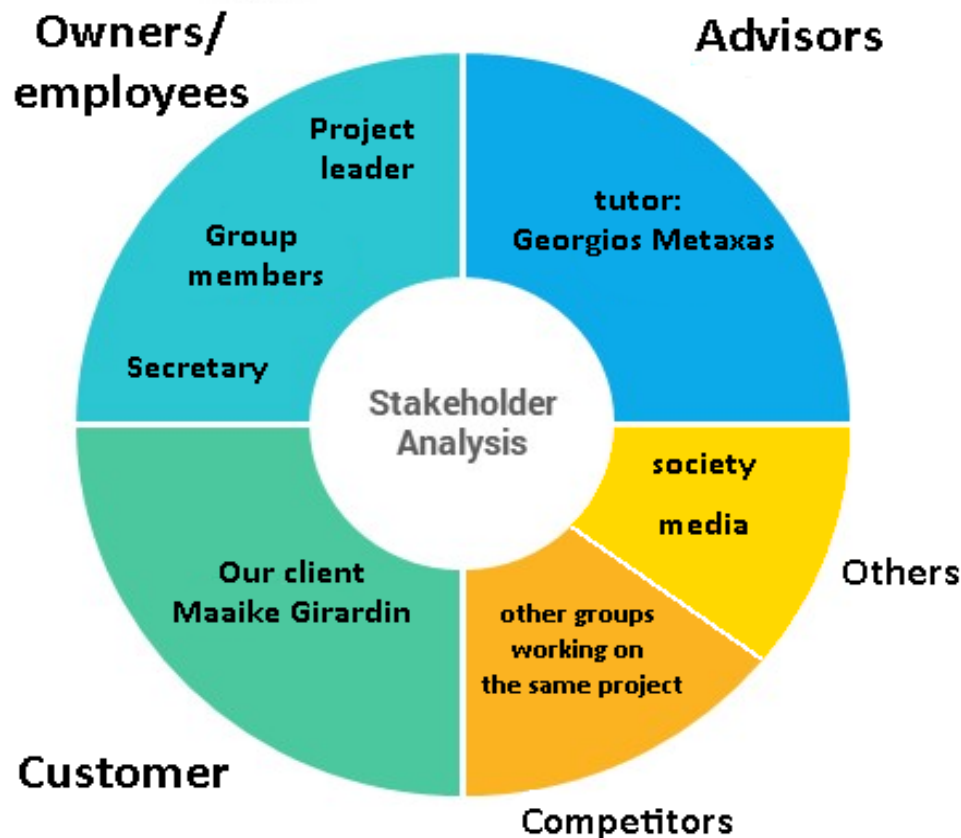 Owners/
employees
Advisors
Project
leader
Group
members
Secretary
tutor:
Georgios Metaxas
Stakeholder
Analysis
society
media
Others
Our client
Maaike Girardin
other groups
working on
the same project
Customer
Competitors